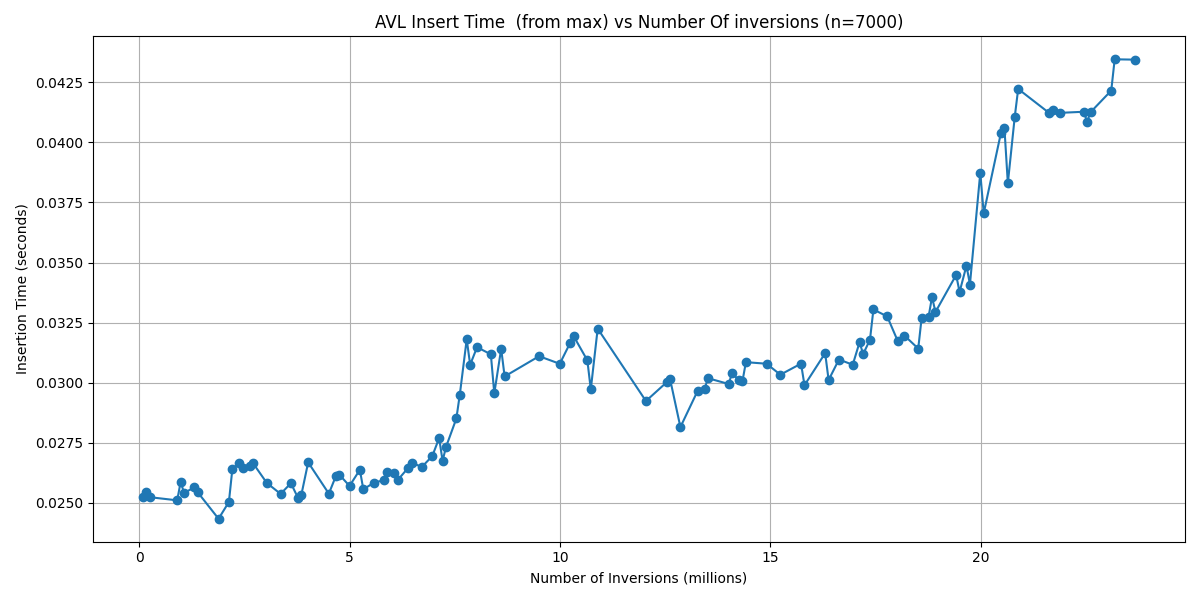 AVL Insert Time  (from max) vs Number Of inversions (n=7000)
Insertion Time (seconds)
0.0425
0.0400
0.0375
0.0350
0.0325
0.0300
0.0275
0.0250
0 5 10 15 20
Number of Inversions (millions)